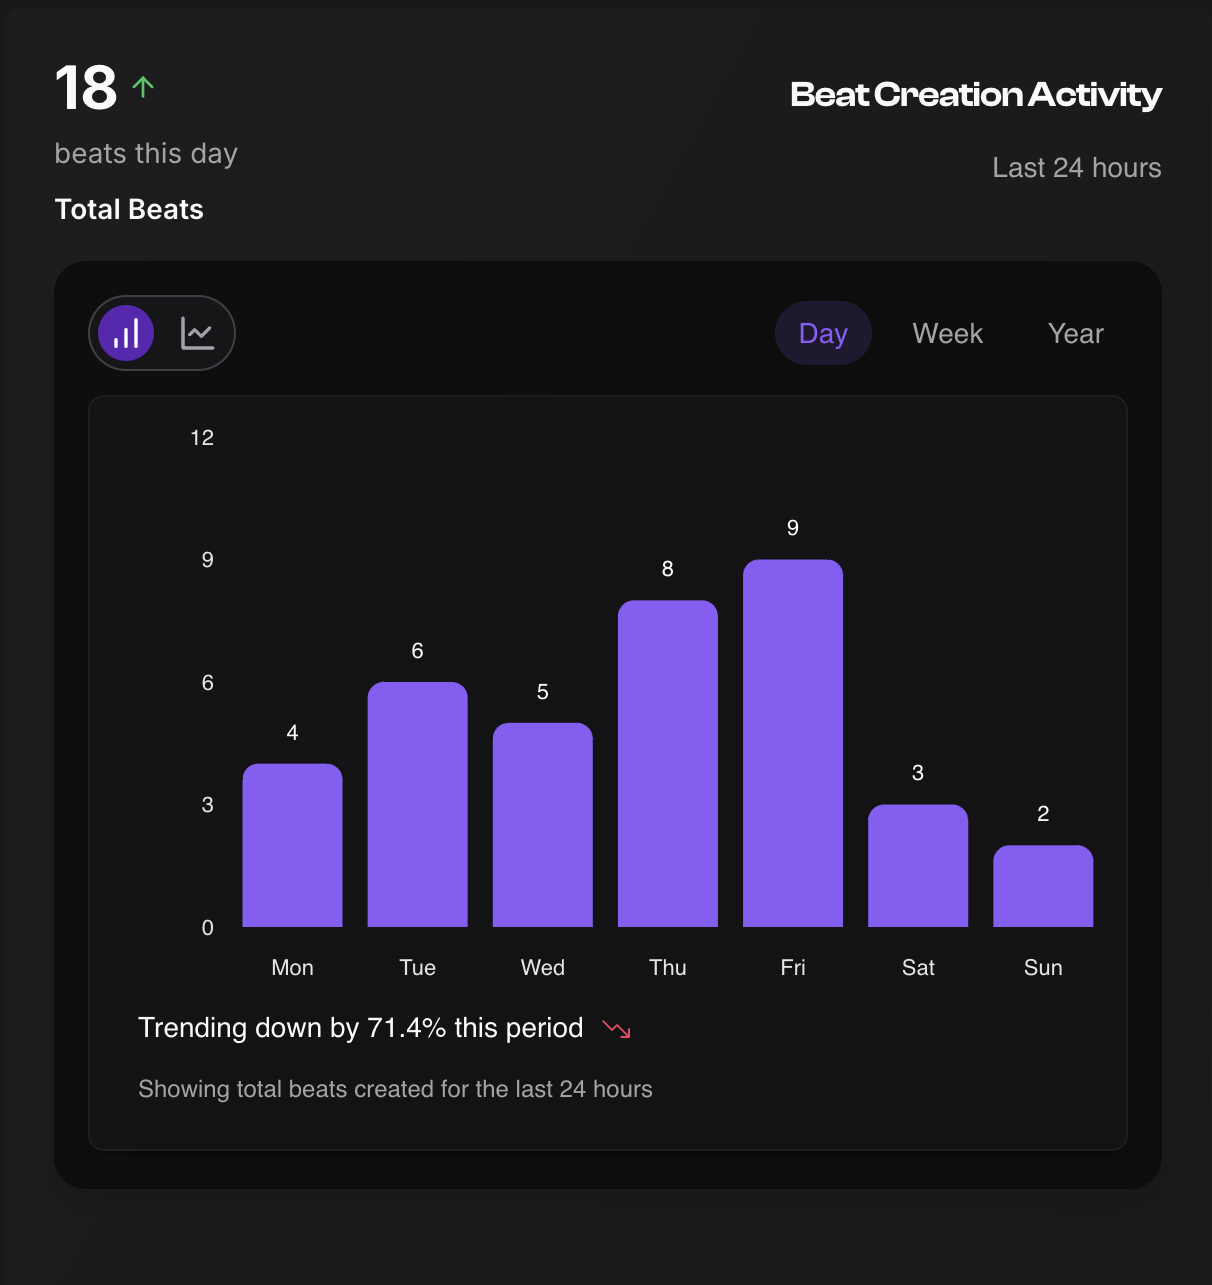 18
beats this day
Total Beats
Beat Creation Activity
Last 24 hours
Day Week Year
12
9
6
3
0
4
6
5
8
9
3
2
Mon Tue Wed Thu Fri Sat Sun
Trending down by 71.4% this period
Showing total beats created for the last 24 hours